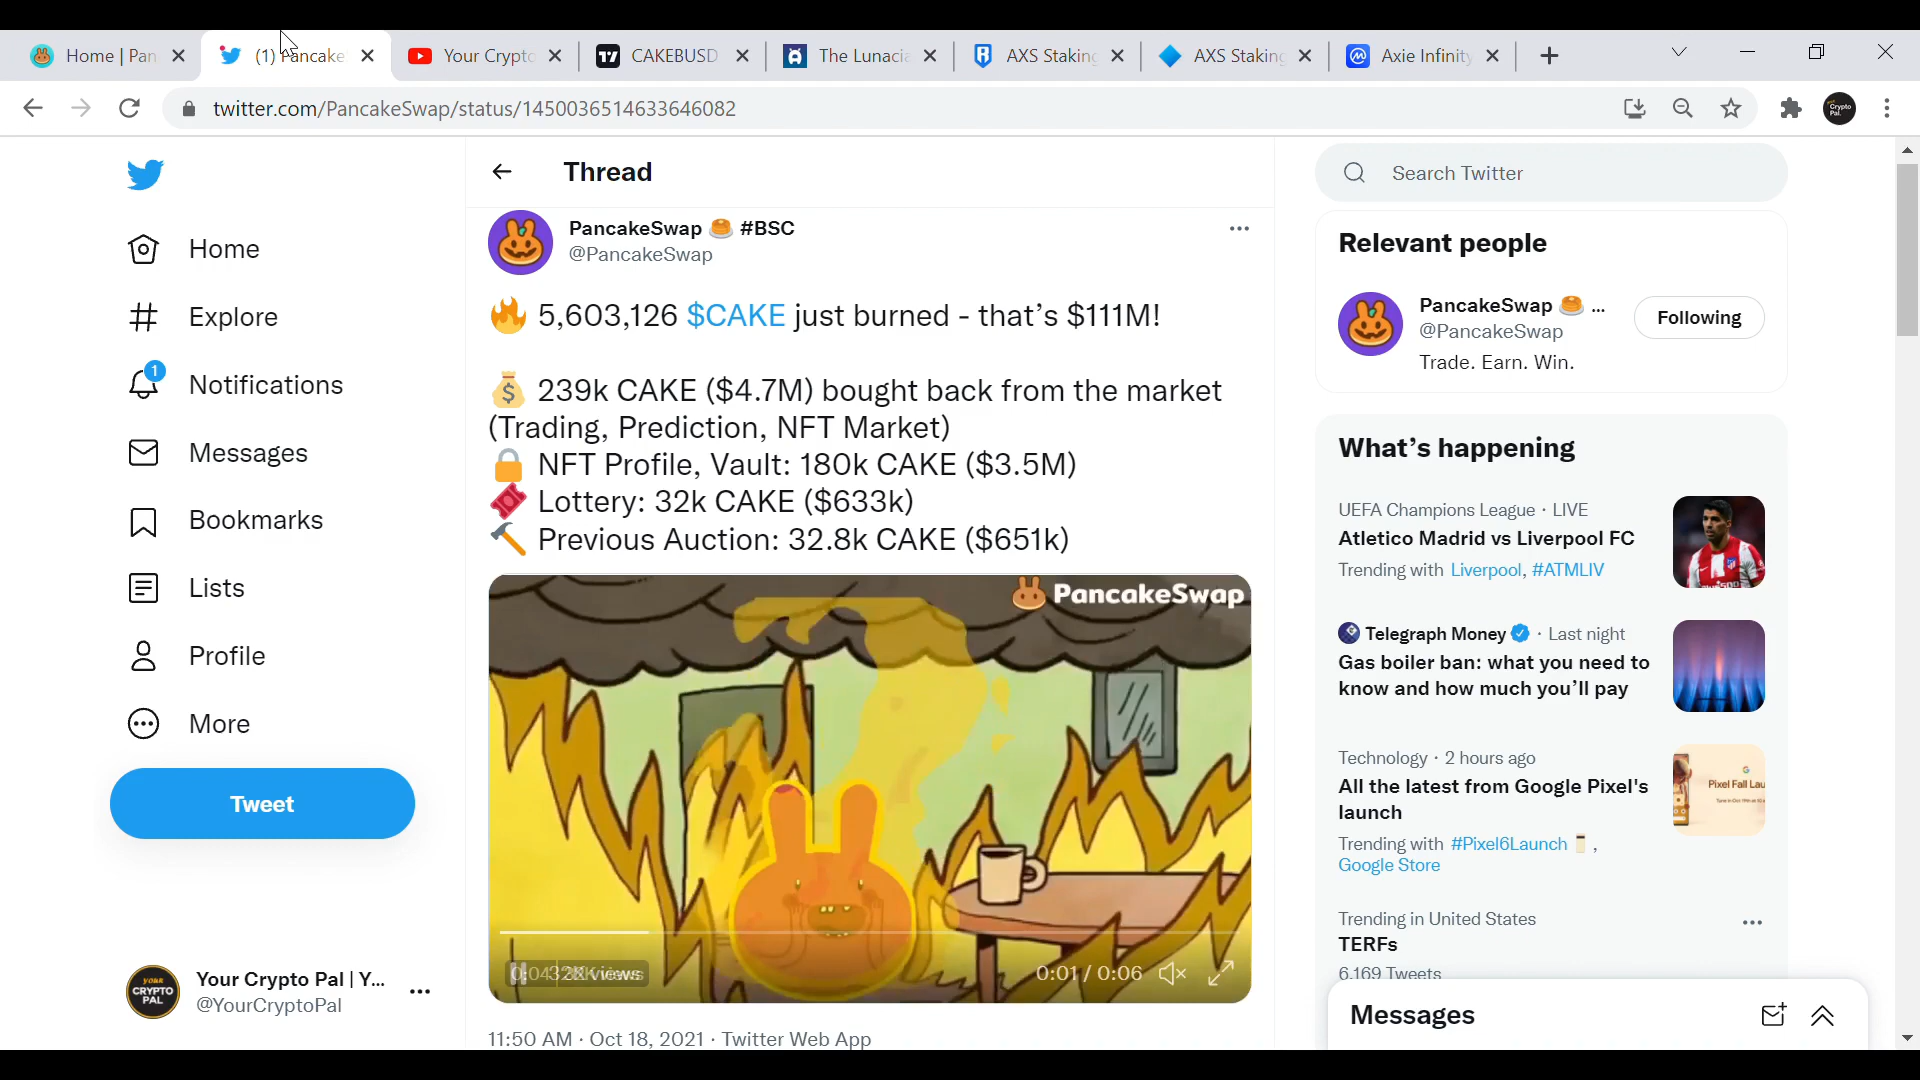 Home | Pan
(1) Pancake
Your Crypto
CAKEBUSD
The Lunacia
AXS Staking
AXS Staking
Axie Infinity
twitter.com/PancakeSwap/status/1450036514633646082
Thread
Search Twitter
Home
Explore
1
Notifications
Messages
Bookmarks
Lists
Profile
More
Tweet
YOUR CRYPTO PAL
Your Crypto Pal | Y...
@YourCryptoPal
PancakeSwap 🥞 #BSC
@PancakeSwap
🔥 5,603,126 $CAKE just burned - that’s $111M!
💰 239k CAKE ($4.7M) bought back from the market
(Trading, Prediction, NFT Market)
🔒 NFT Profile, Vault: 180k CAKE ($3.5M)
🎟️ Lottery: 32k CAKE ($633k)
🔨 Previous Auction: 32.8k CAKE ($651k)
PancakeSwap
0:01 / 0:06
11:50 AM · Oct 18, 2021 · Twitter Web App
Relevant people
PancakeSwap 🥞 ...
@PancakeSwap
Following
Trade. Earn. Win.
What’s happening
UEFA Champions League · LIVE
Atletico Madrid vs Liverpool FC
Trending with Liverpool, #ATMLIV
Telegraph Money · Last night
Gas boiler ban: what you need to
know and how much you’ll pay
Technology · 2 hours ago
All the latest from Google Pixel's
launch
Pixel Fall Lau
Trending with #Pixel6Launch ,
Google Store
Trending in United States
TERFs
6,169 Tweets
Messages